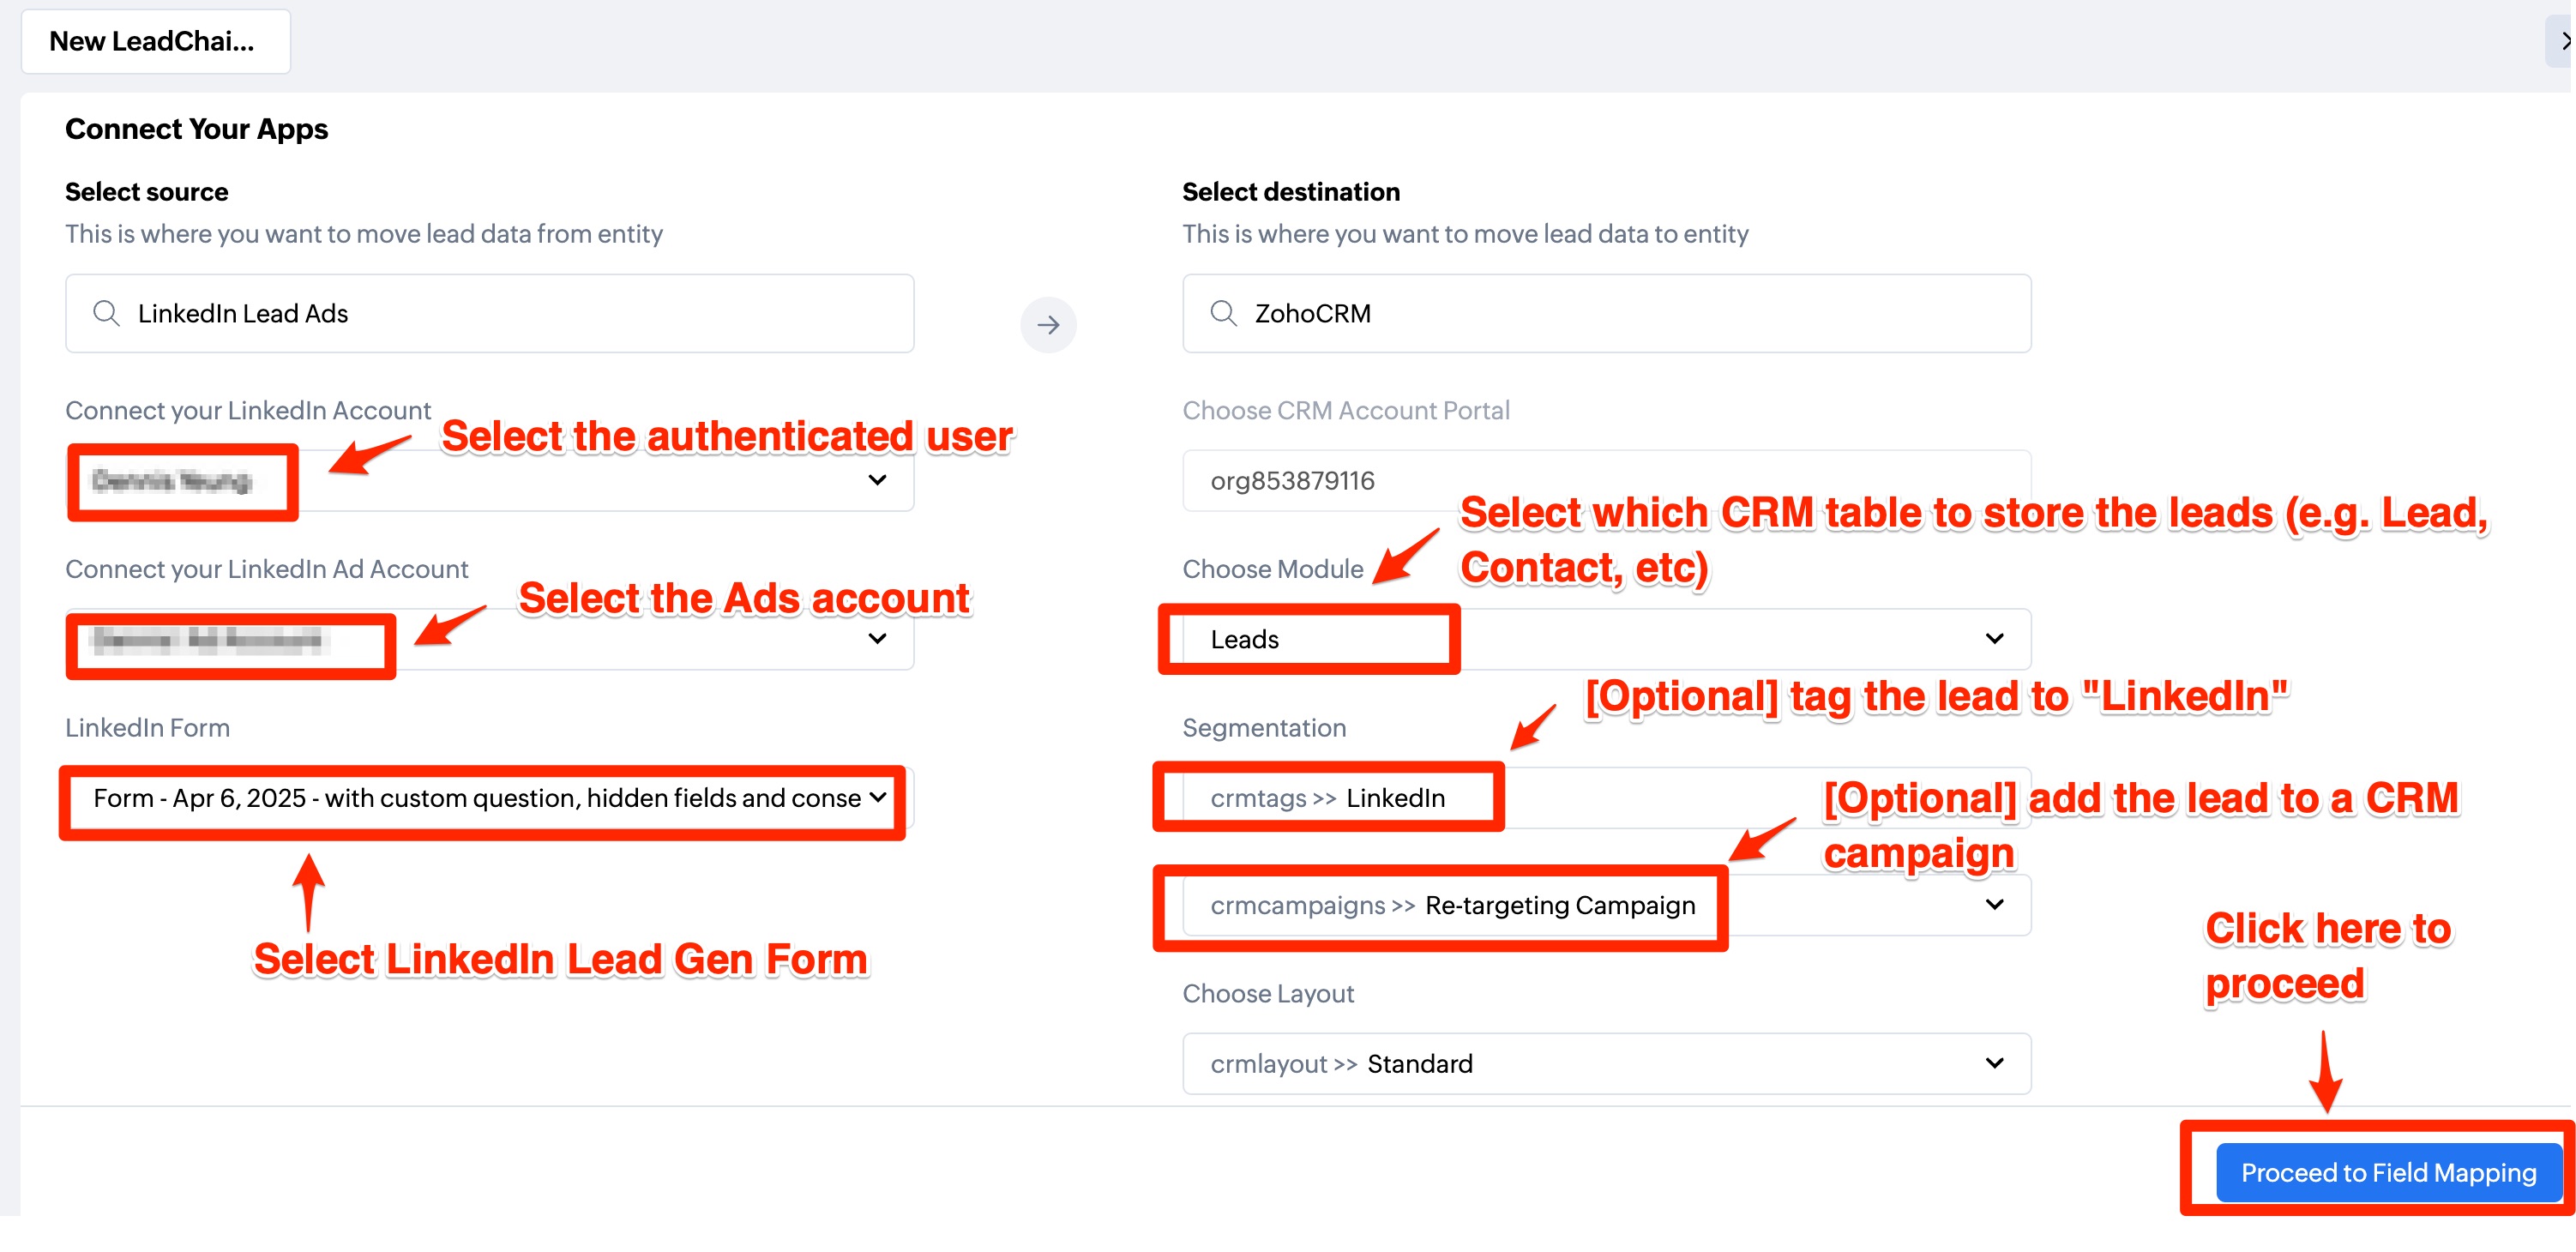 New LeadChai...
Connect Your Apps
Select source
This is where you want to move lead data from entity
LinkedIn Lead Ads
Connect your LinkedIn Account
Select the authenticated user
Connect your LinkedIn Ad Account
Select the Ads account
LinkedIn Form
Form - Apr 6, 2025 - with custom question, hidden fields and conse
Select LinkedIn Lead Gen Form
Select destination
This is where you want to move lead data to entity
ZohoCRM
Choose CRM Account Portal
org853879116
Select which CRM table to store the leads (e.g. Lead,
Contact, etc)
Choose Module
Leads
[Optional] tag the lead to "LinkedIn"
Segmentation
crmtags >> LinkedIn
[Optional] add the lead to a CRM
campaign
crmcampaigns >> Re-targeting Campaign
Choose Layout
crmlayout >> Standard
Click here to
proceed
Proceed to Field Mapping